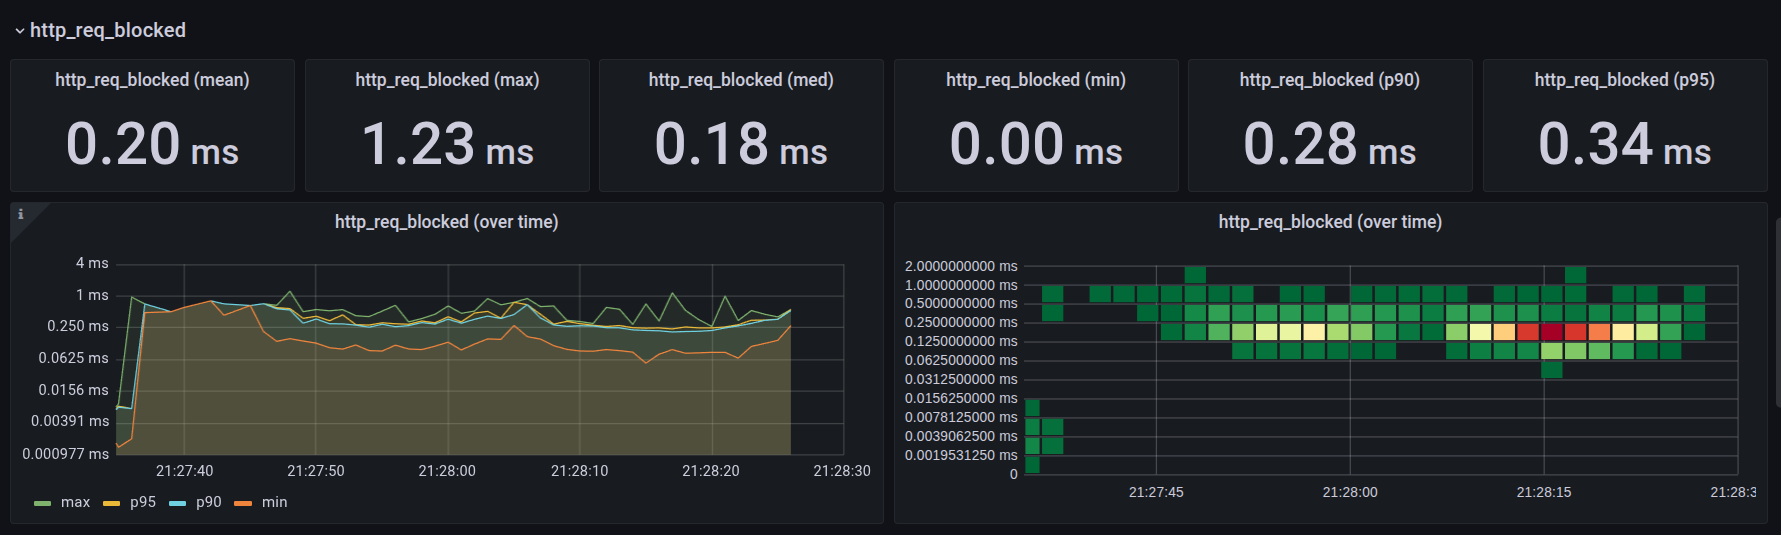 http_req_blocked
http_req_blocked (mean)
0.20 ms
http_req_blocked (max)
1.23 ms
http_req_blocked (med)
0.18 ms
http_req_blocked (min)
0.00 ms
http_req_blocked (p90)
0.28 ms
http_req_blocked (p95)
0.34 ms
i
http_req_blocked (over time)
4 ms
1 ms
0.250 ms
0.0625 ms
0.0156 ms
0.00391 ms
0.000977 ms
21:27:40 21:27:50 21:28:00 21:28:10 21:28:20 21:28:30
max p95 p90 min
http_req_blocked (over time)
2.0000000000 ms
1.0000000000 ms
0.5000000000 ms
0.2500000000 ms
0.1250000000 ms
0.0625000000 ms
0.0312500000 ms
0.0156250000 ms
0.0078125000 ms
0.0039062500 ms
0.0019531250 ms
0
21:27:45 21:28:00 21:28:15 21:28:3